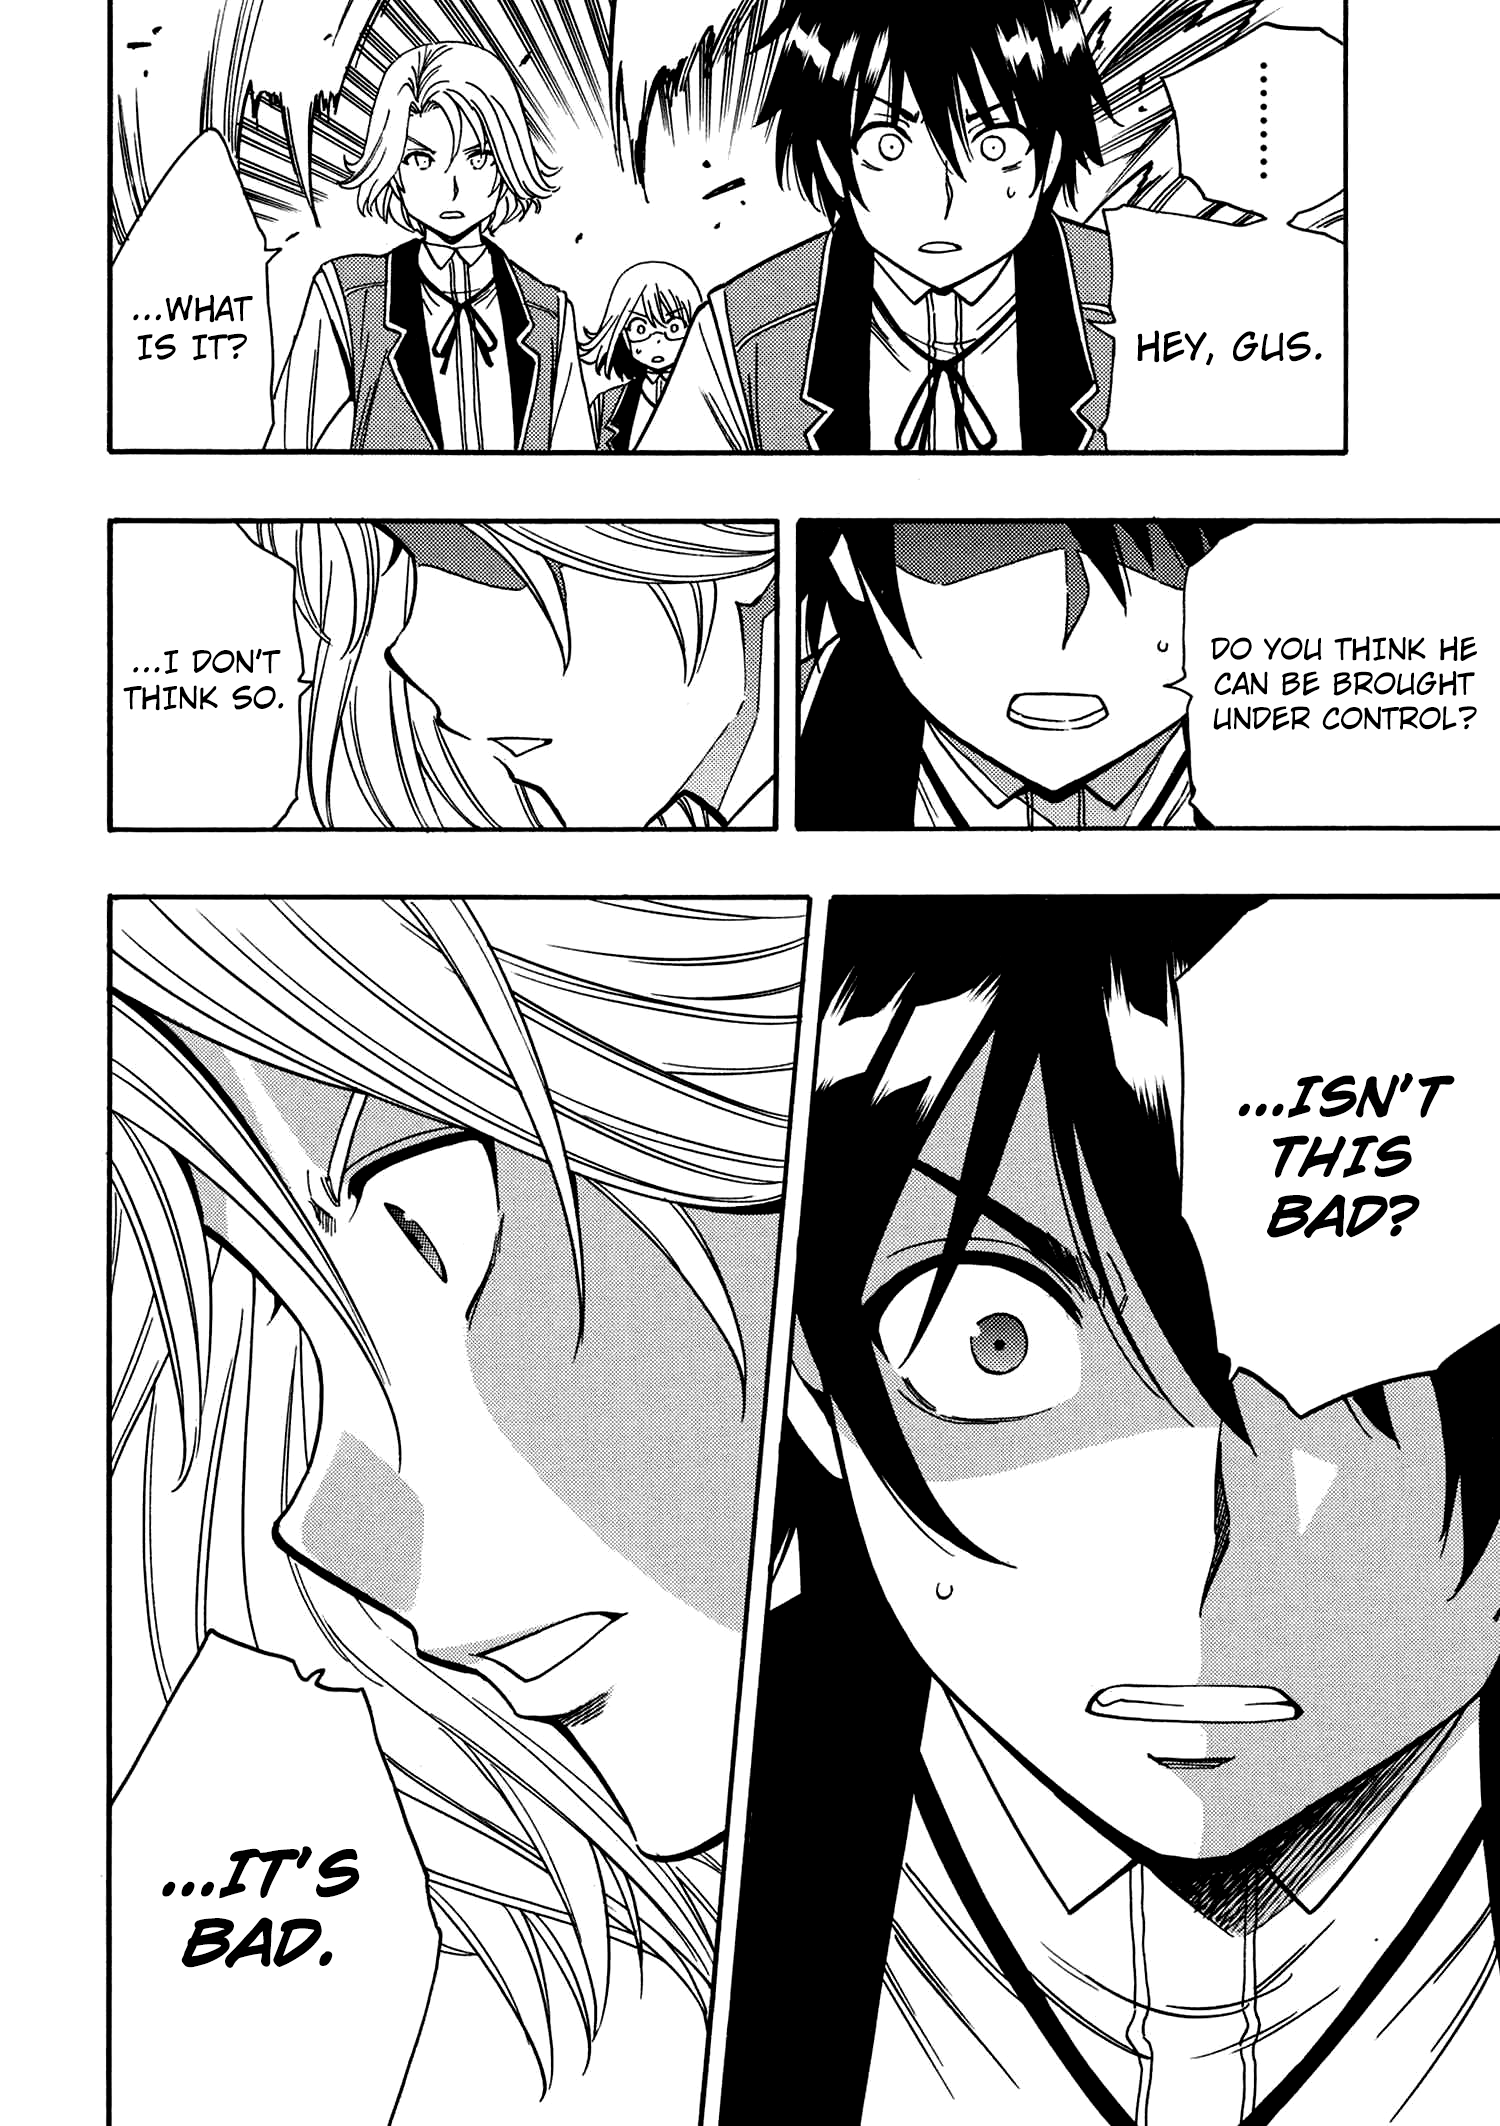 ........
HEY, GUS.
...WHAT
IS IT?
DO YOU THINK HE
CAN BE BROUGHT
UNDER CONTROL?
...I DON'T
THINK SO.
...ISN'T
THIS
BAD?
...IT'S
BAD.